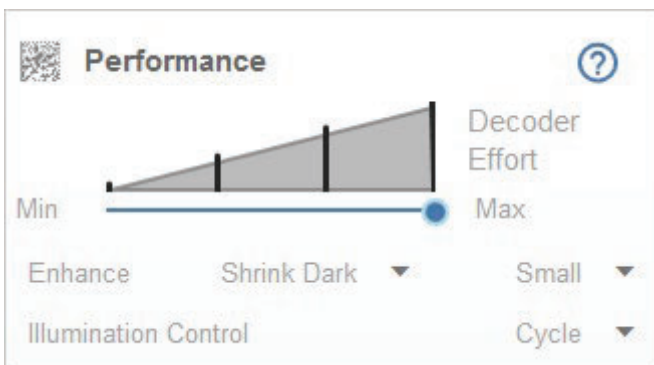 Performance
Decoder
Effort
Min Max
Enhance Shrink Dark Small
Illumination Control Cycle